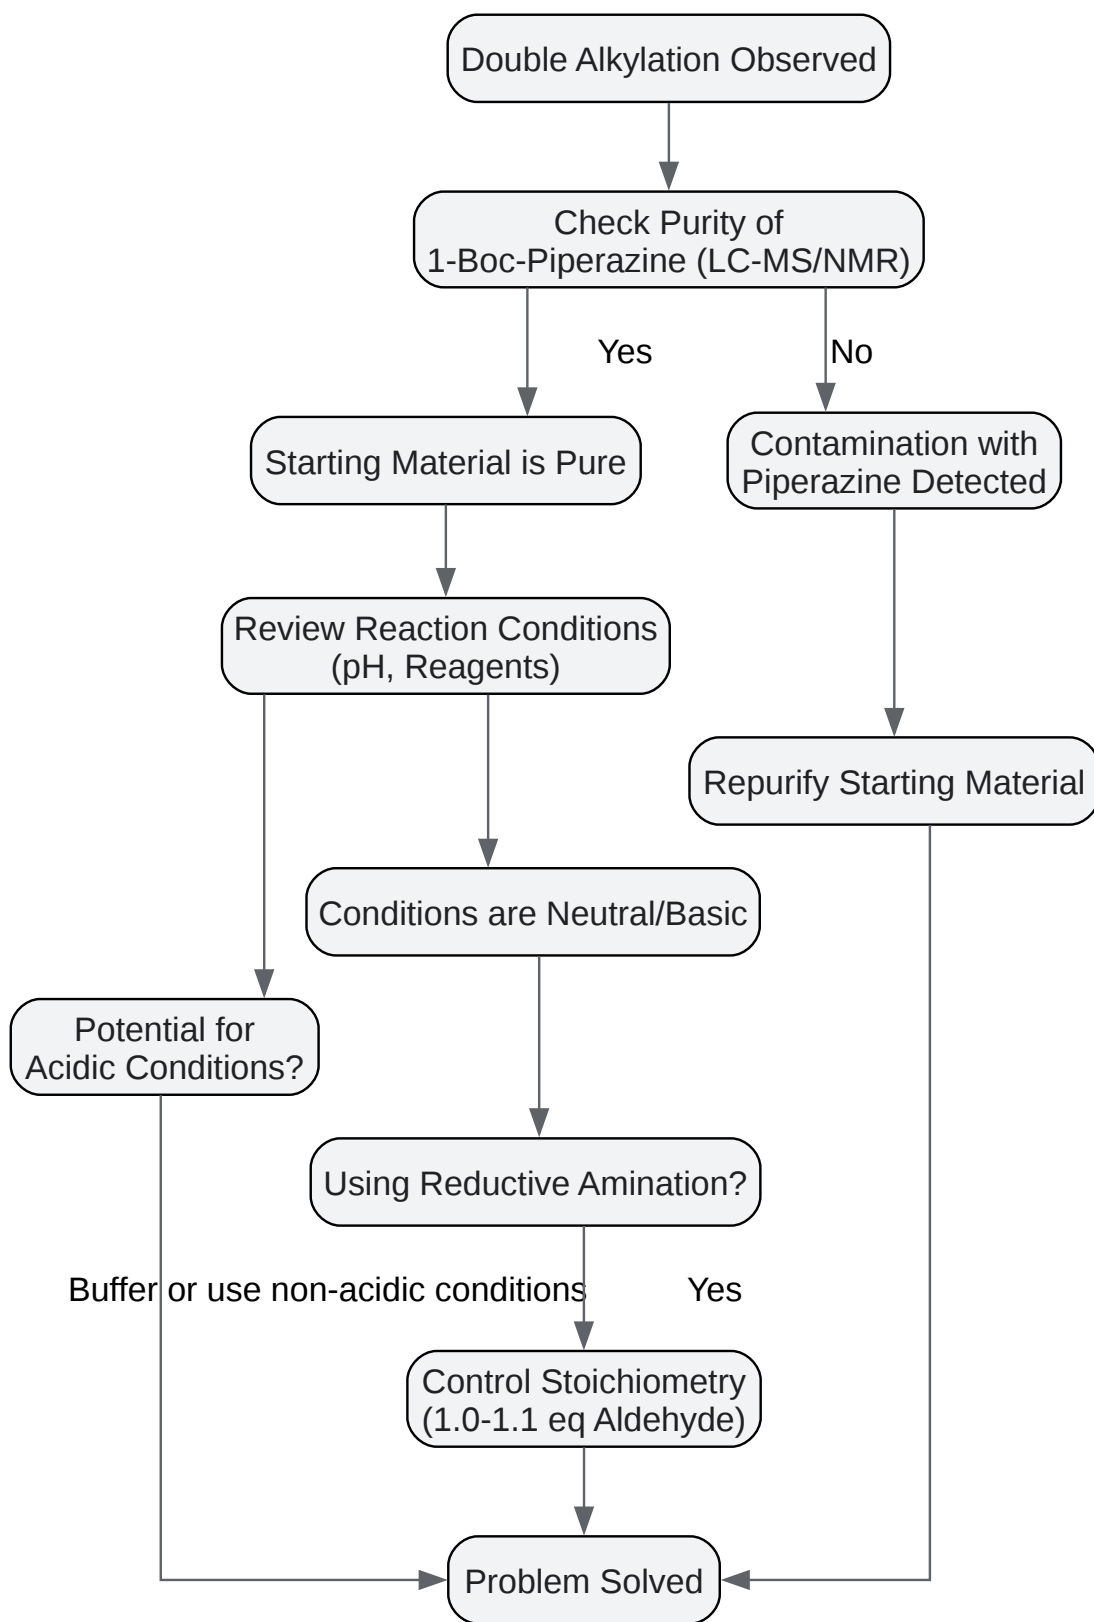 Double Alkylation Observed
Check Purity of
1-Boc-Piperazine (LC-MS/NMR)
Yes
No
Starting Material is Pure
Contamination with
Piperazine Detected
Review Reaction Conditions
(pH, Reagents)
Repurify Starting Material
Conditions are Neutral/Basic
Potential for
Acidic Conditions?
Using Reductive Amination?
Buffer or use non-acidic conditions
Yes
Control Stoichiometry
(1.0-1.1 eq Aldehyde)
Problem Solved